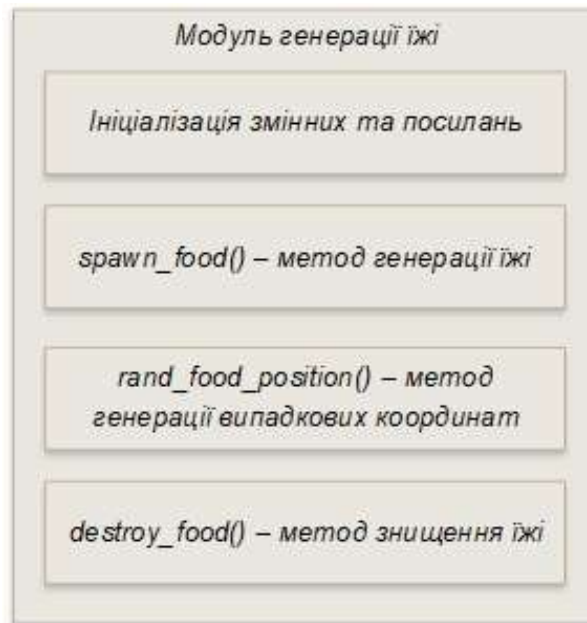 Модуль генерації їжі
Ініціалізація змінних та посилань
spawn_food() – метод генерації їжі
rand_food_position() – метод
генерації випадкових координат
destroy_food() – метод знищення їжі